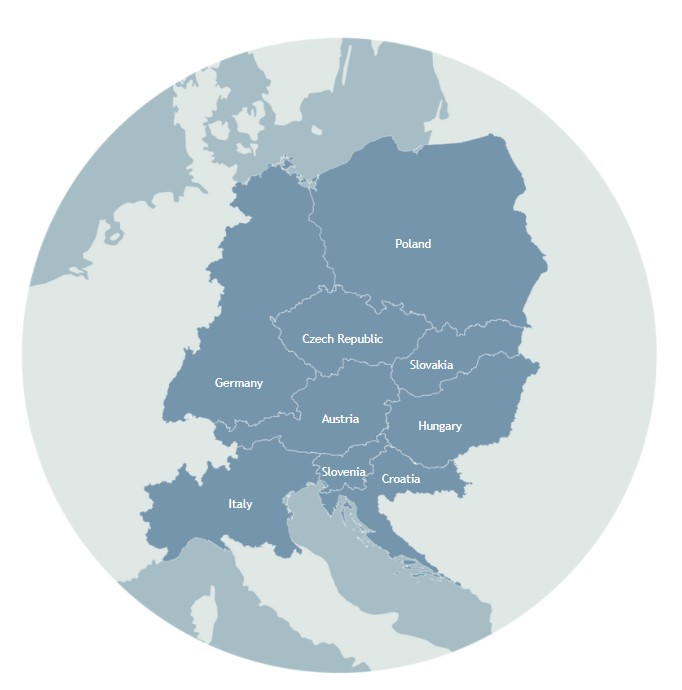 Poland
Czech Republic
Slovakia
Germany
Austria
Hungary
Slovenia
Croatia
Italy